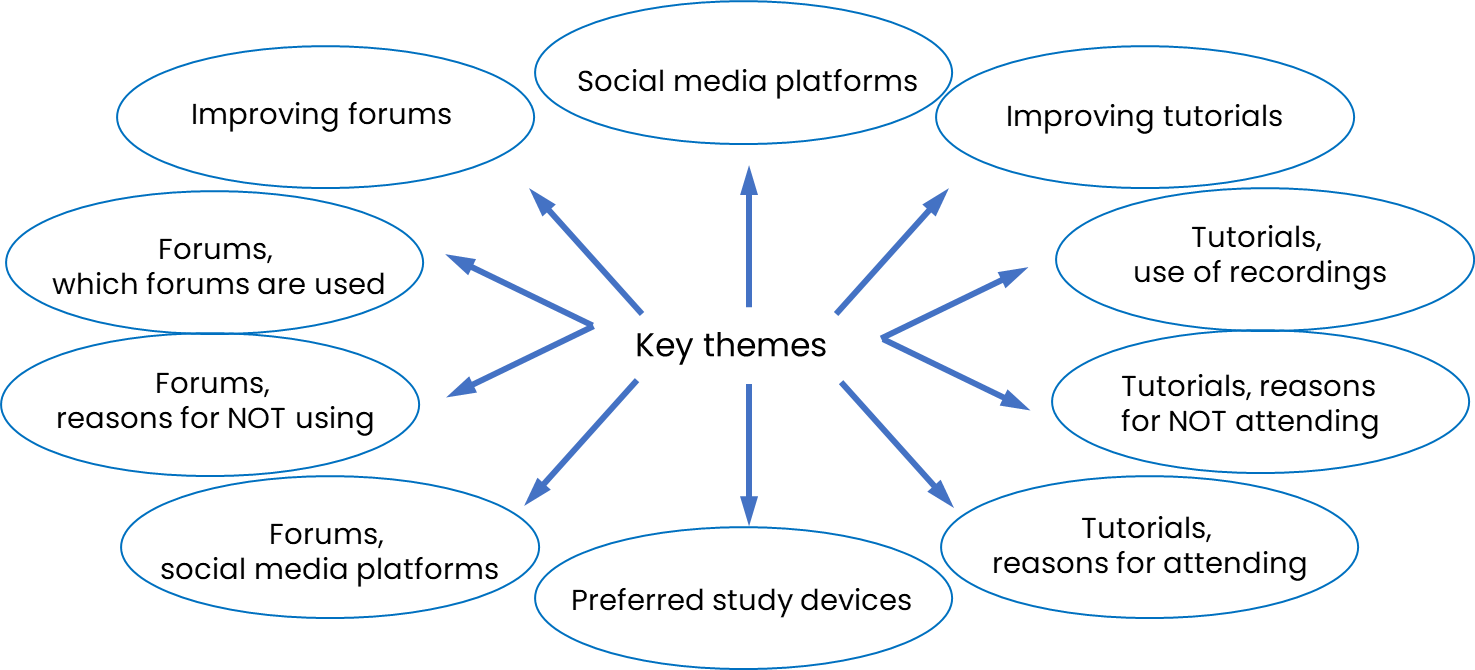 Social media platforms
Improving forums
Improving tutorials
Forums,
which forums are used
Tutorials,
use of recordings
Key themes
Forums,
reasons for NOT using
Tutorials, reasons
for NOT attending
Forums,
social media platforms
Tutorials,
reasons for attending
Preferred study devices